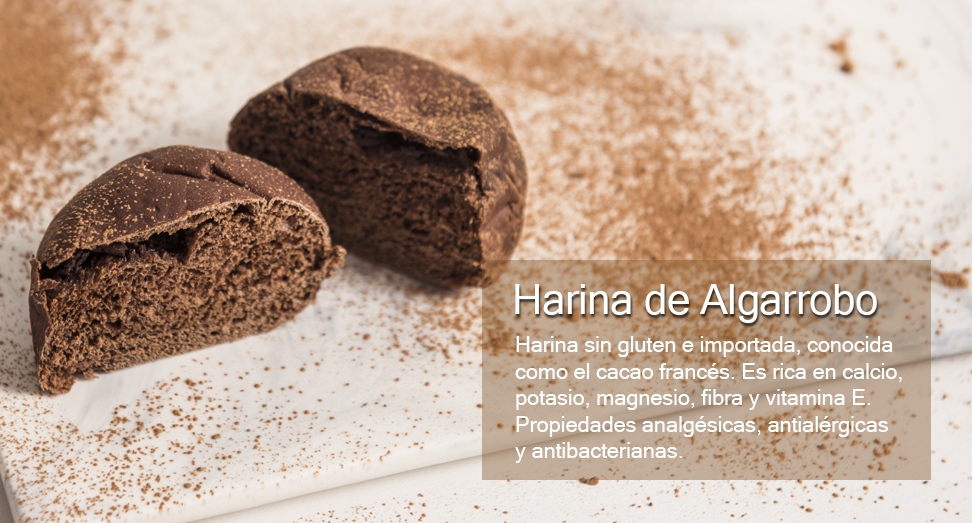 Harina de Algarrobo
Harina sin gluten e importada, conocida
como el cacao francés. Es rica en calcio,
potasio, magnesio, fibra y vitamina E.
Propiedades analgésicas, antialérgicas
y antibacterianas.